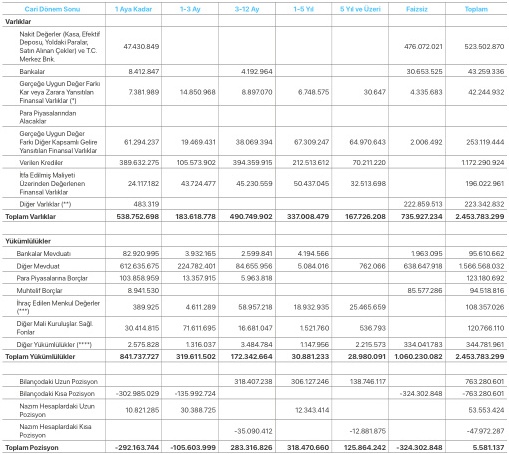 Cari Dönem Sonu 1 Aya Kadar 1-3 Ay 3-12 Ay 1-5 Yıl 5 Yıl ve Üzeri Faizsiz Toplam
Varlıklar
Nakit Değerler (Kasa, Efektif
Deposu, Yoldaki Paralar,
Satın Alınan Çekler) ve T.C.
Merkez Bnk. 47.430.849 476.072.021 523.502.870
Bankalar 8.412.847 4.192.964 30.653.525 43.259.336
Gerçeğe Uygun Değer Farkı
Kar veya Zarara Yansıtılan
Finansal Varlıklar (*) 7.381.989 14.850.968 8.897.070 6.748.575 30.647 4.335.683 42.244.932
Para Piyasalarından
Alacaklar
Gerçeğe Uygun Değer
Farkı Diğer Kapsamlı Gelire
Yansıtılan Finansal Varlıklar 61.294.237 19.469.431 38.069.394 67.309.247 64.970.643 2.006.492 253.119.444
Verilen Krediler 389.632.275 105.573.902 394.359.915 212.513.612 70.211.220 1.172.290.924
İtfa Edilmiş Maliyeti
Üzerinden Değerlenen
Finansal Varlıklar 24.117.182 43.724.477 45.230.559 50.437.045 32.513.698 196.022.961
Diğer Varlıklar (**) 483.319 222.859.513 223.342.832
Toplam Varlıklar 538.752.698 183.618.778 490.749.902 337.008.479 167.726.208 735.927.234 2.453.783.299
Yükümlülükler
Bankalar Mevduatı 82.920.995 3.932.165 2.599.841 4.194.566 1.963.095 95.610.662
Diğer Mevduat 612.635.675 224.782.401 84.655.956 5.084.016 762.066 638.647.918 1.566.568.032
Para Piyasasına Borçlar 103.858.959 13.357.915 5.963.818 123.180.692
Muhtelif Borçlar 8.941.530 85.577.286 94.518.816
İhraç Edilen Menkul Değerler
(***) 389.925 4.611.289 58.957.218 18.932.935 25.465.659 108.357.026
Diğer Mali Kuruluşlar. Sağl.
Fonlar 30.414.815 71.611.695 16.681.047 1.521.760 536.793 120.766.110
Diğer Yükümlülükler (****) 2.575.828 1.316.037 3.484.784 1.147.956 2.215.573 334.041.783 344.781.961
Toplam Yükümlülükler 841.737.727 319.611.502 172.342.664 30.881.233 28.980.091 1.060.230.082 2.453.783.299
Bilançodaki Uzun Pozisyon 318.407.238 306.127.246 138.746.117 763.280.601
Bilançodaki Kısa Pozisyon -302.985.029 -135.992.724 -324.302.848 -763.280.601
Nazım Hesaplardaki Uzun
Pozisyon 10.821.285 30.388.725 12.343.414 53.553.424
Nazım Hesaplardaki Kısa
Pozisyon -35.090.412 -12.881.875 -47.972.287
Toplam Pozisyon -292.163.744 -105.603.999 283.316.826 318.470.660 125.864.242 -324.302.848 5.581.137